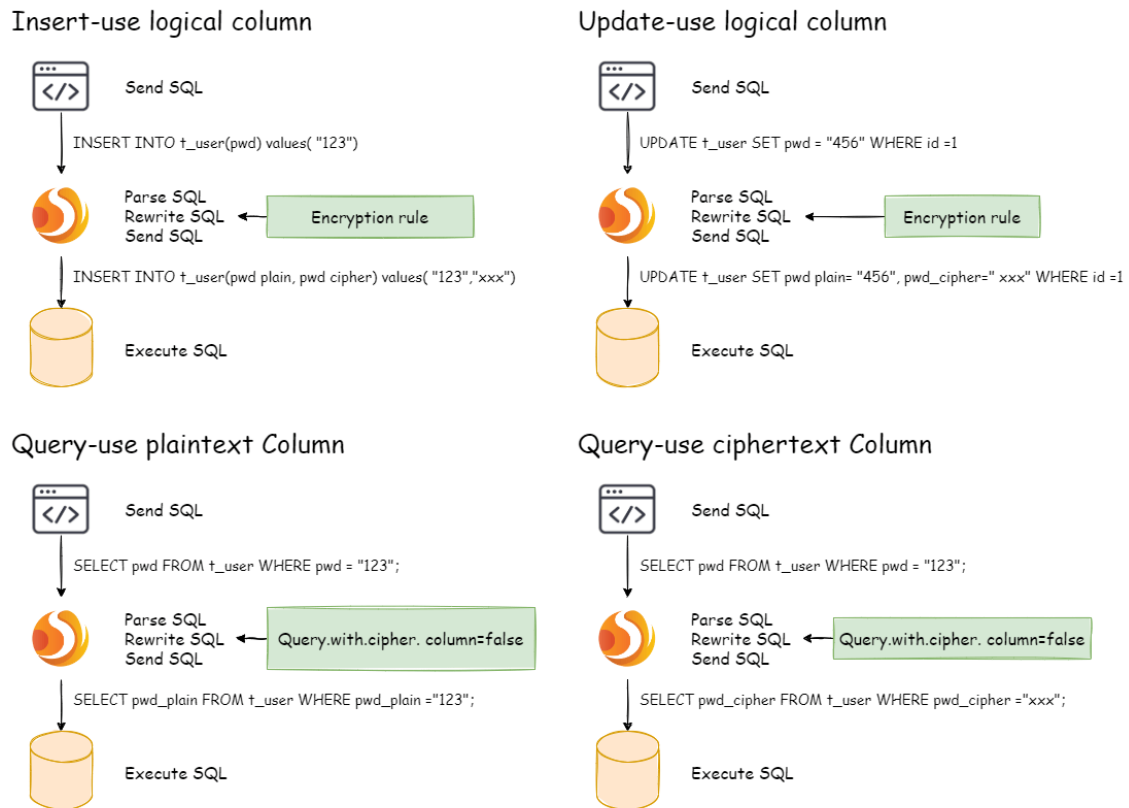 Insert-use logical column
</>
Send SQL
INSERT INTO t_user(pwd) values( "123")
Parse SQL
Rewrite SQL
Send SQL
Encryption rule
INSERT INTO t_user(pwd plain, pwd cipher) values( "123","xxx")
Execute SQL
Update-use logical column
</>
Send SQL
UPDATE t_user SET pwd = "456" WHERE id =1
Parse SQL
Rewrite SQL
Send SQL
Encryption rule
UPDATE t_user SET pwd plain= "456", pwd_cipher=" xxx" WHERE id =1
Execute SQL
Query-use plaintext Column
</>
Send SQL
SELECT pwd FROM t_user WHERE pwd = "123";
Parse SQL
Rewrite SQL
Send SQL
Query.with.cipher. column=false
SELECT pwd_plain FROM t_user WHERE pwd_plain ="123";
Execute SQL
Query-use ciphertext Column
</>
Send SQL
SELECT pwd FROM t_user WHERE pwd = "123";
Parse SQL
Rewrite SQL
Send SQL
Query.with.cipher. column=false
SELECT pwd_cipher FROM t_user WHERE pwd_cipher ="xxx";
Execute SQL